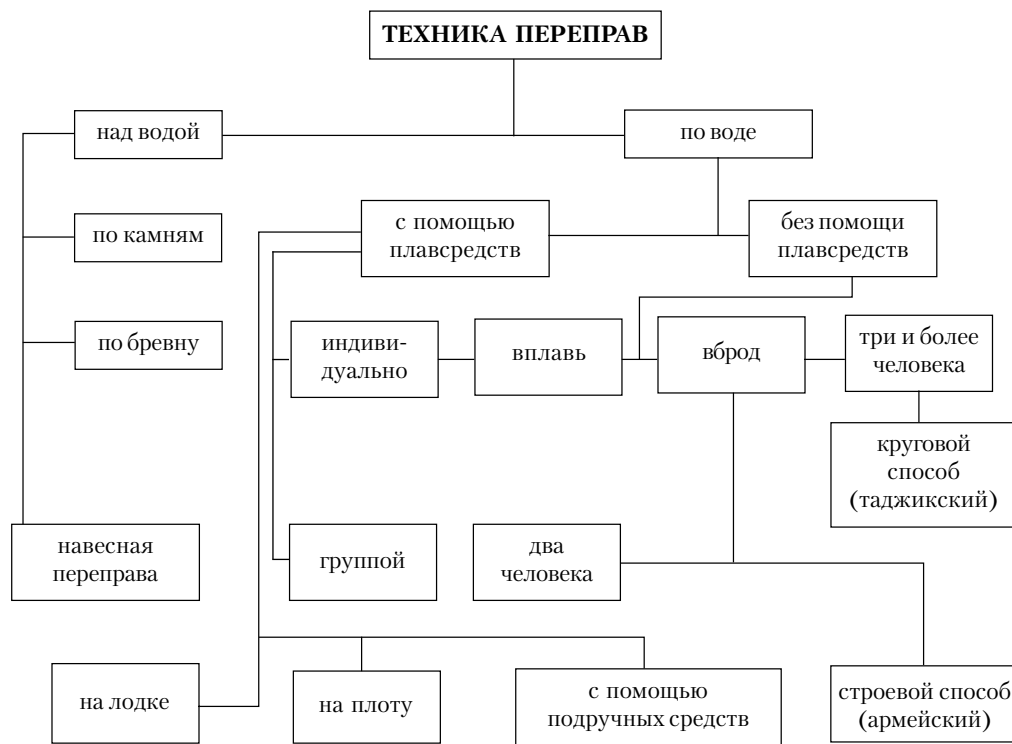 ТЕХНИКА ПЕРЕПРАВ
над водой
по воде
по камням
с помощью
плавсредств
без помощи
плавсредств
по бревну
индиви-
дуально
вплавь
вброд
три и более
человека
круговой
способ
(таджикский)
навесная
переправа
группой
два
человека
на лодке
на плоту
с помощью
подручных средств
строевой способ
(армейский)